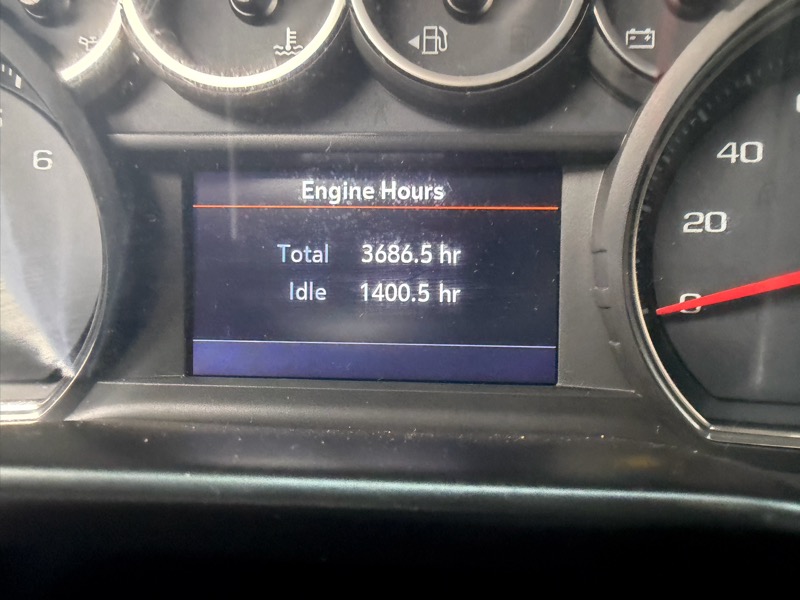 Engine Hours
Total 3686.5 hr
Idle 1400.5 hr
6
40
20
0